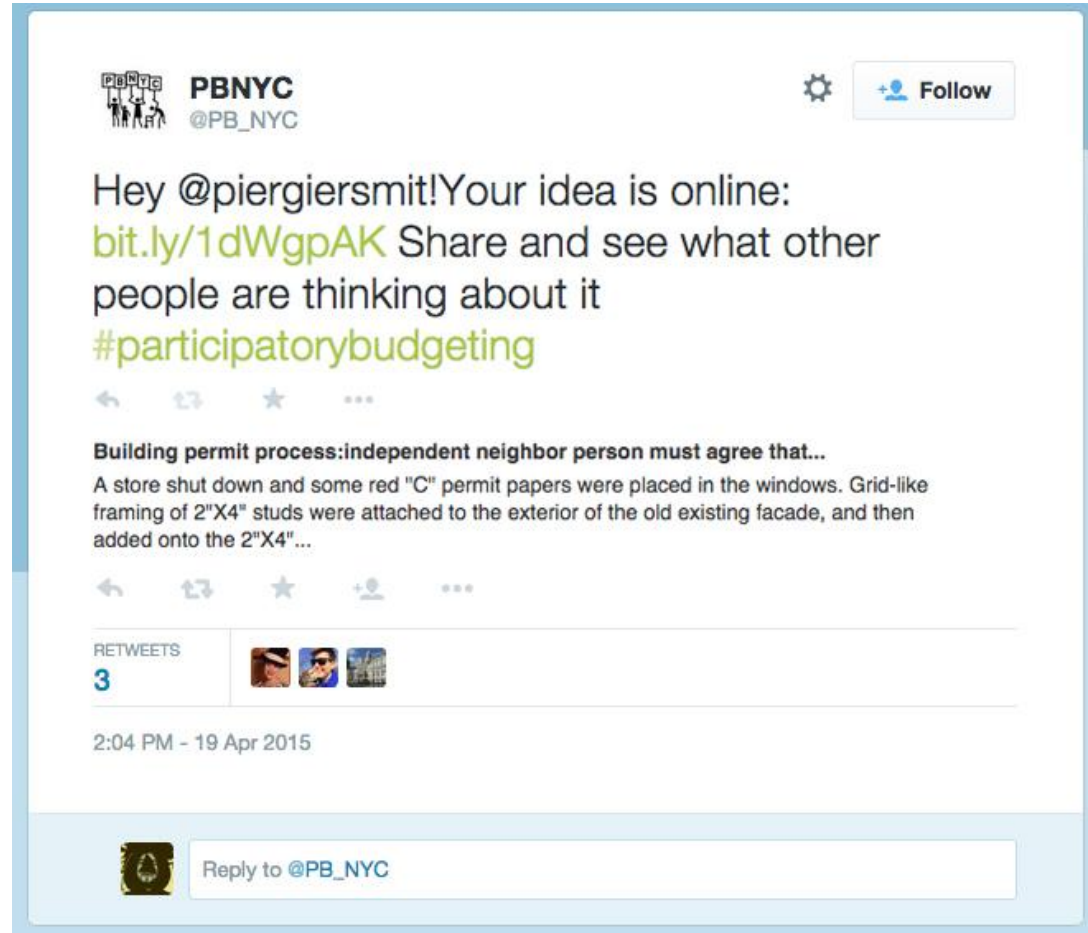 PBNYC
PBNYC
@PB_NYC
Follow
Hey @piergiersmit!Your idea is online:
bit.ly/1dWgpAK Share and see what other
people are thinking about it
#participatorybudgeting
Building permit process:independent neighbor person must agree that...
A store shut down and some red "C" permit papers were placed in the windows. Grid-like
framing of 2"X4" studs were attached to the exterior of the old existing facade, and then
added onto the 2"X4"...
RETWEETS
3
2:04 PM - 19 Apr 2015
Reply to @PB_NYC